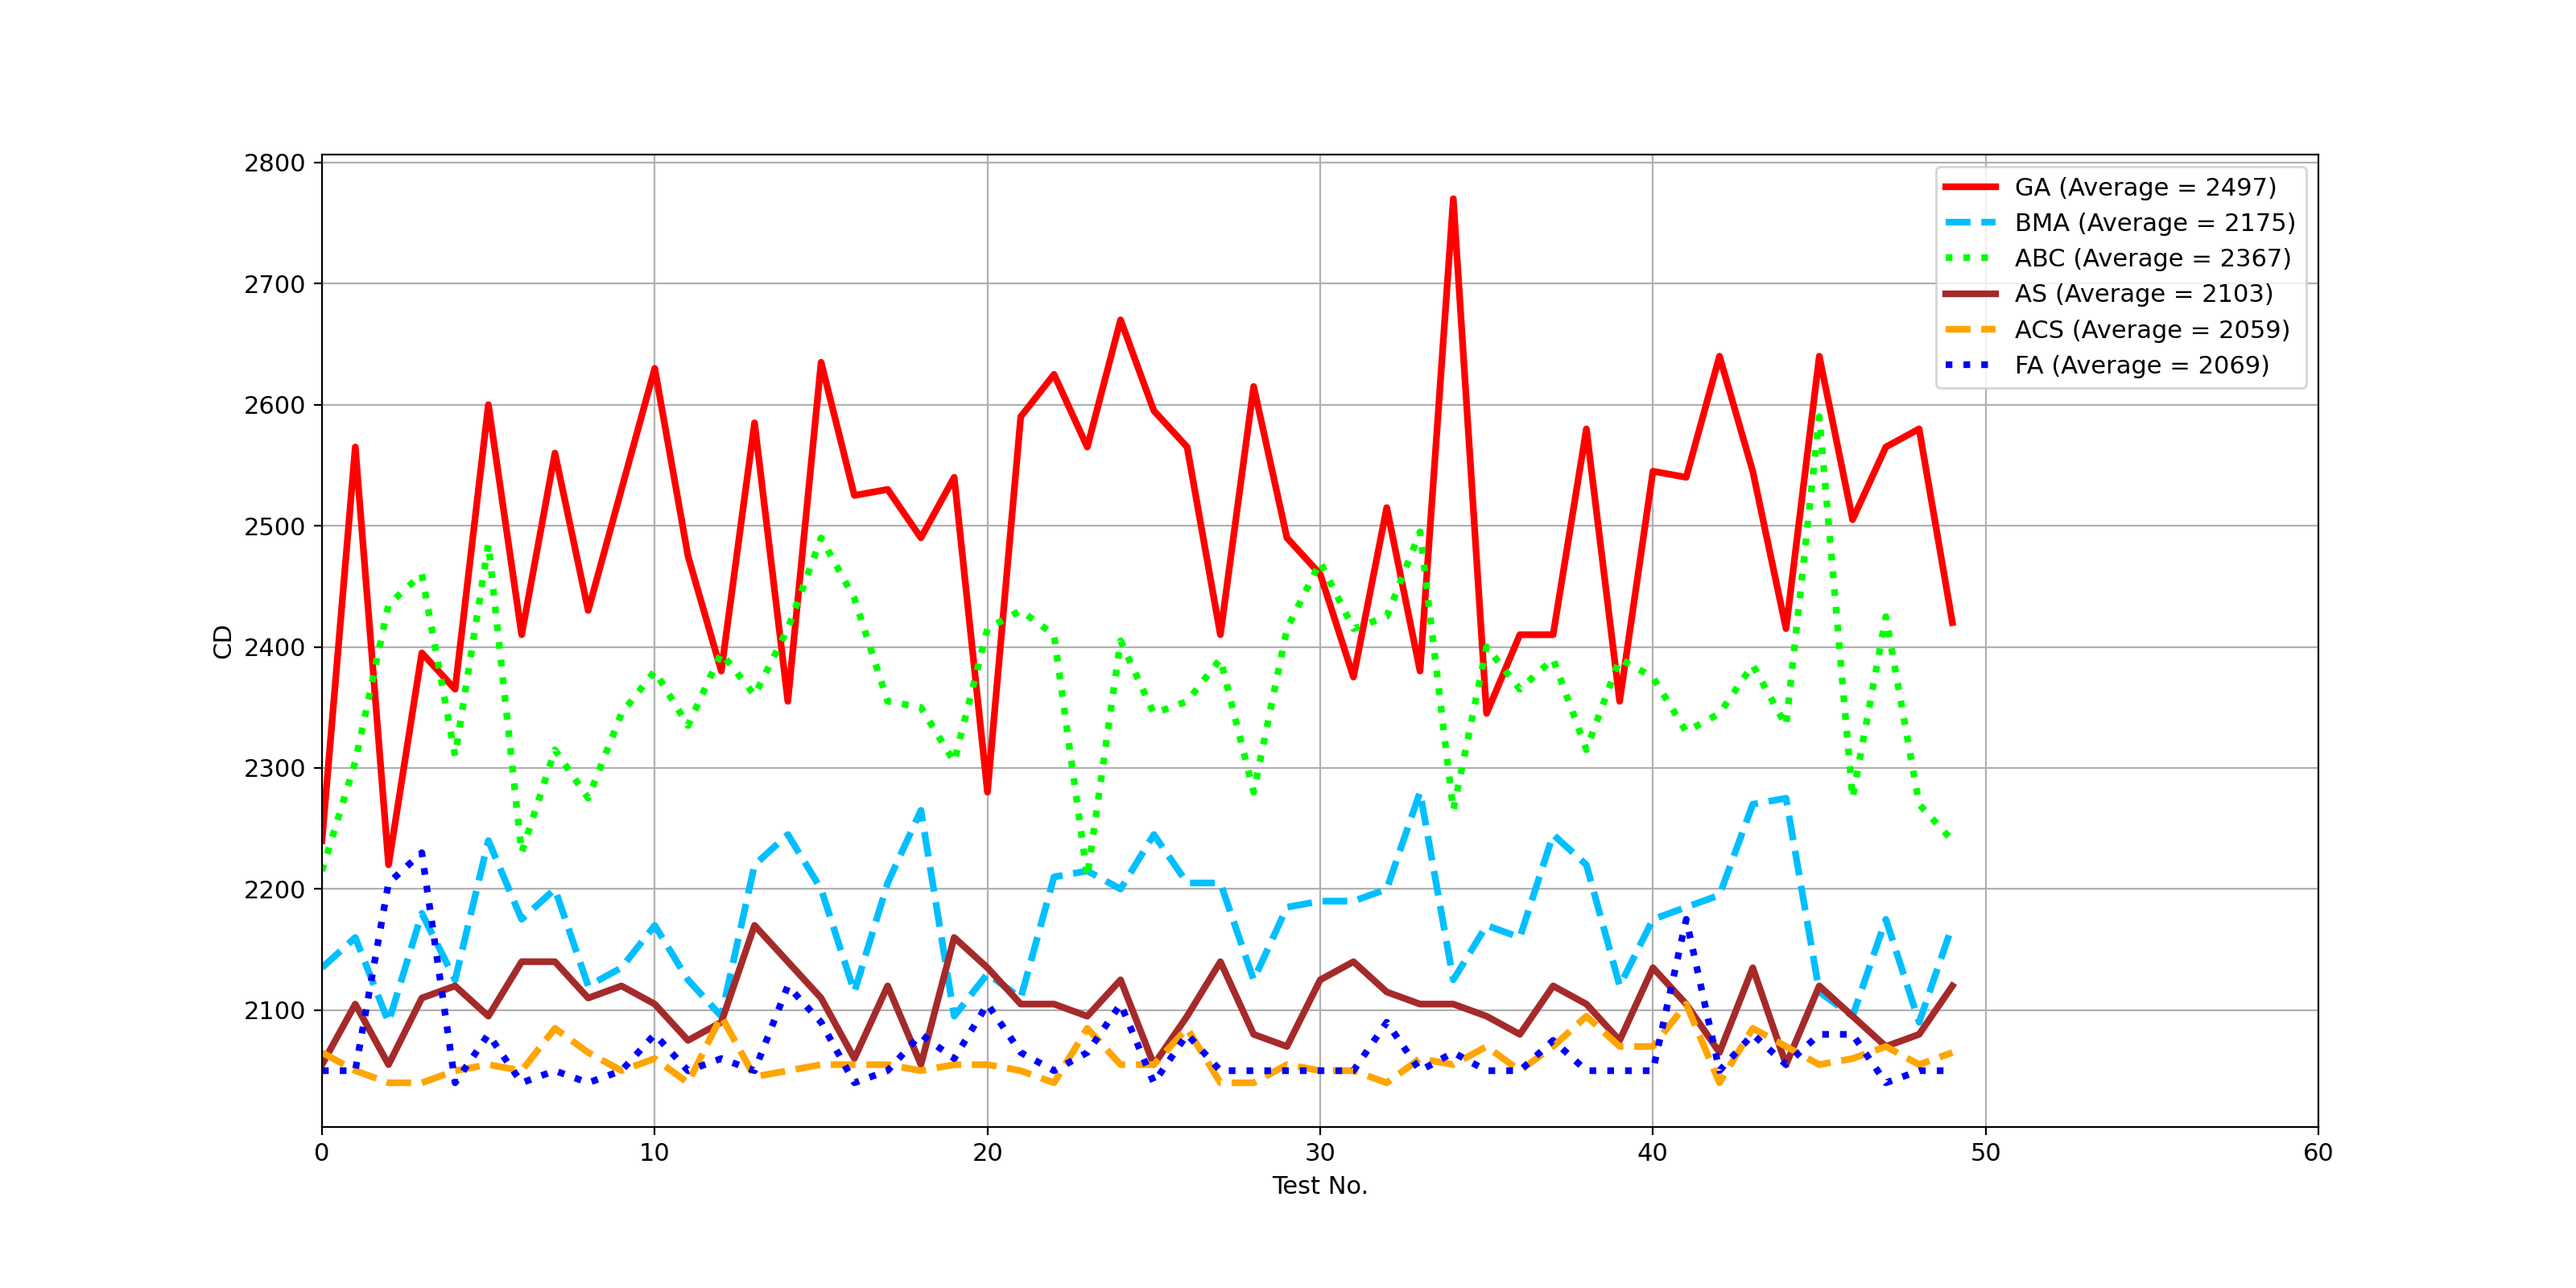 2800
2700
2600
2500
2400
2300
2200
2100
CD
0 10 20 30 40 50 60
Test No.
GA (Average = 2497)
BMA (Average = 2175)
ABC (Average = 2367)
AS (Average = 2103)
ACS (Average = 2059)
FA (Average = 2069)